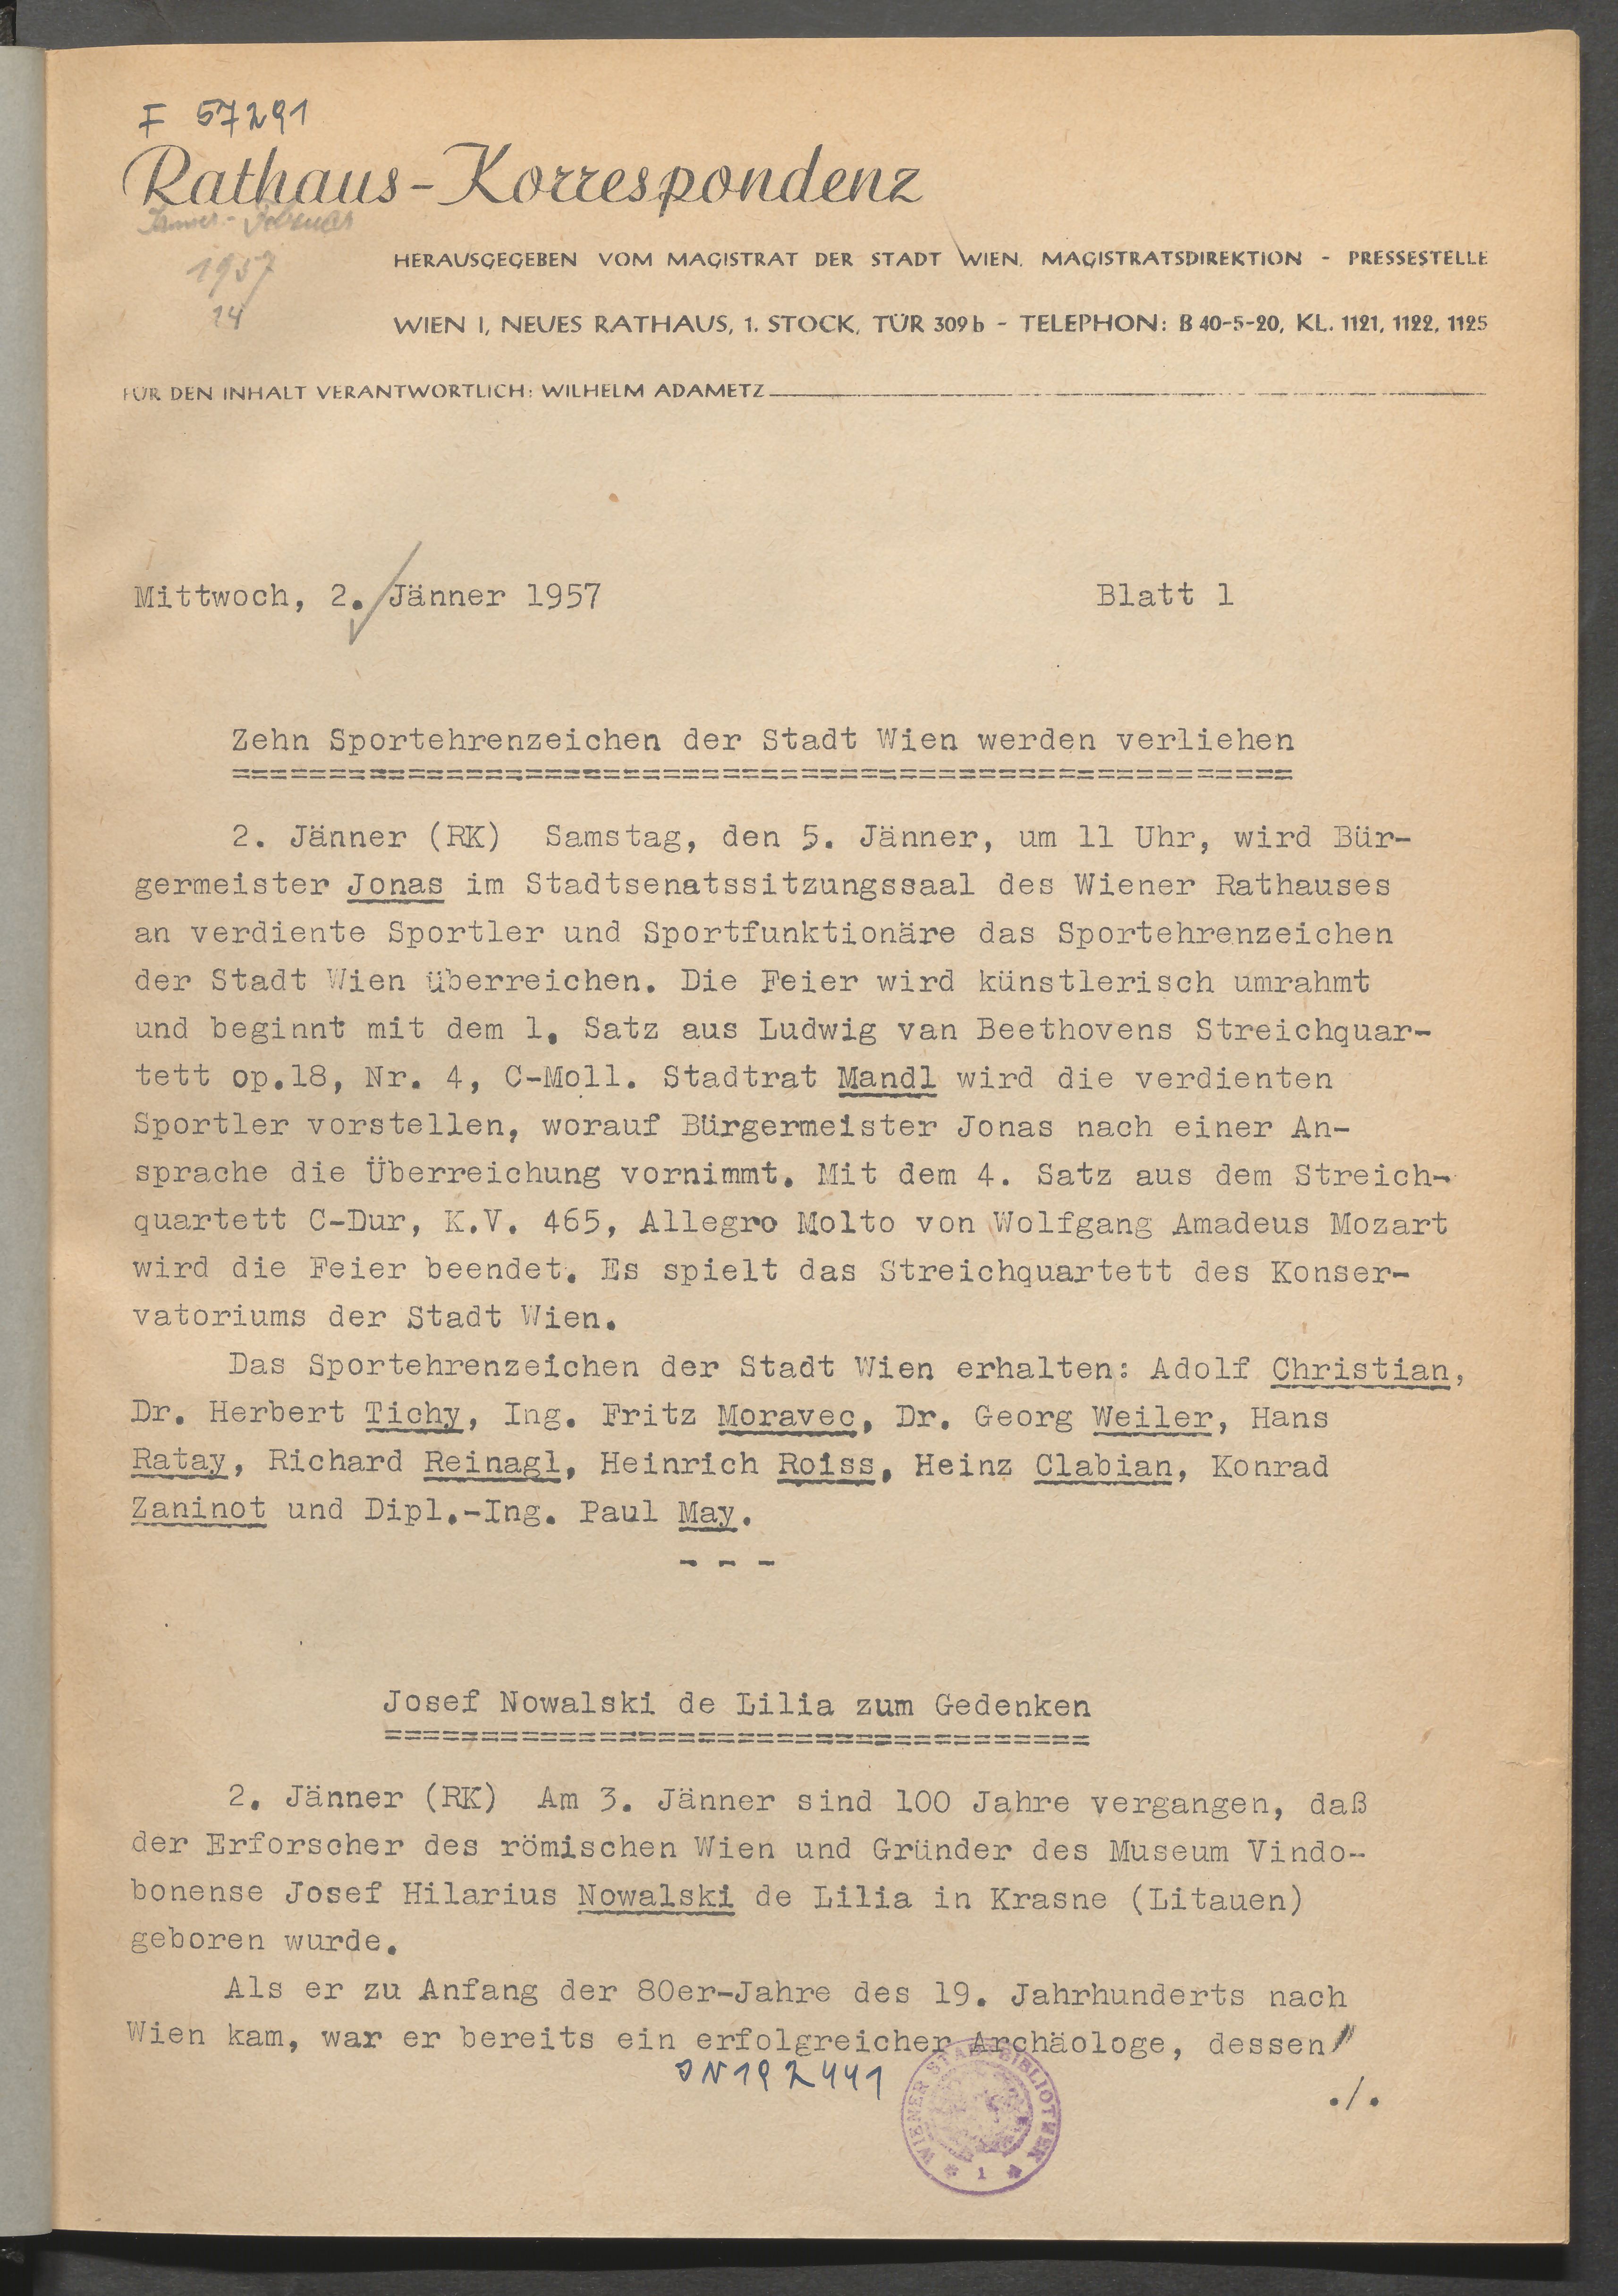 F 57291
Rathaus-Korrespondenz
Jänner-Februar
1957
14
HERAUSGEGEBEN VOM MAGISTRAT DER STADT WIEN, MAGISTRATSDIREKTION - PRESSESTELLE
WIEN I, NEUES RATHAUS, 1. STOCK, TÜR 309b - TELEPHON: B 40-5-20, KL. 1121, 1122, 1125
FÜR DEN INHALT VERANTWORTLICH: WILHELM ADAMETZ
Mittwoch, 2. Jänner 1957 Blatt 1
Zehn Sportehrenzeichen der Stadt Wien werden verliehen
2. Jänner (RK) Samstag, den 5. Jänner, um 11 Uhr, wird Bür-
germeister Jonas im Stadtsenatssitzungssaal des Wiener Rathauses
an verdiente Sportler und Sportfunktionäre das Sportehrenzeichen
der Stadt Wien überreichen. Die Feier wird künstlerisch umrahmt
und beginnt mit dem 1. Satz aus Ludwig van Beethovens Streichquar-
tett op.18, Nr. 4, C-Moll. Stadtrat Mandl wird die verdienten
Sportler vorstellen, worauf Bürgermeister Jonas nach einer An-
sprache die Überreichung vornimmt. Mit dem 4. Satz aus dem Streich-
quartett C-Dur, K.V. 465, Allegro Molto von Wolfgang Amadeus Mozart
wird die Feier beendet. Es spielt das Streichquartett des Konser-
vatoriums der Stadt Wien.
Das Sportehrenzeichen der Stadt Wien erhalten: Adolf Christian,
Dr. Herbert Tichy, Ing. Fritz Moravec, Dr. Georg Weiler, Hans
Ratay, Richard Reinagl, Heinrich Roiss, Heinz Clabian, Konrad
Zaninot und Dipl.-Ing. Paul May.
- - -
Josef Nowalski de Lilia zum Gedenken
2. Jänner (RK) Am 3. Jänner sind 100 Jahre vergangen, daß
der Erforscher des römischen Wien und Gründer des Museum Vindo-
bonense Josef Hilarius Nowalski de Lilia in Krasne (Litauen)
geboren wurde.
Als er zu Anfang der 80er-Jahre des 19. Jahrhunderts nach
Wien kam, war er bereits ein erfolgreicher Archäologe, dessen
JN 192441
./.
WIENER STADTBIBLIOTHEK
1